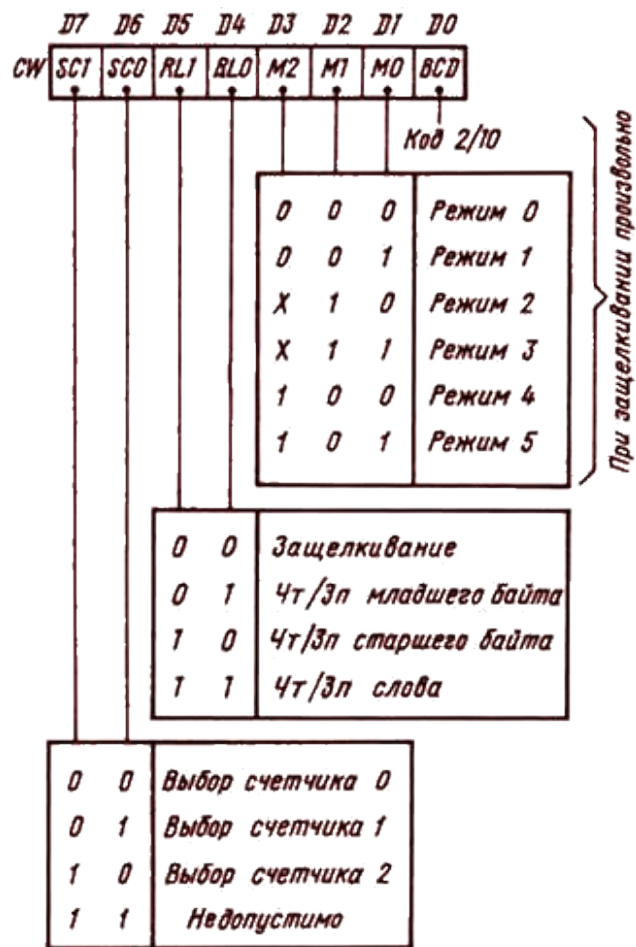 D7 D6 D5 D4 D3 D2 D1 D0
CW SC1 SC0 RL1 RL0 M2 M1 M0 BCD
Код 2/10
0 0 0 Режим 0
0 0 1 Режим 1
X 1 0 Режим 2
X 1 1 Режим 3
1 0 0 Режим 4
1 0 1 Режим 5
При защелкивании произвольно
0 0 Защелкивание
0 1 Чт/Зп младшего байта
1 0 Чт/Зп старшего байта
1 1 Чт/Зп слова
0 0 Выбор счетчика 0
0 1 Выбор счетчика 1
1 0 Выбор счетчика 2
1 1 Недопустимо